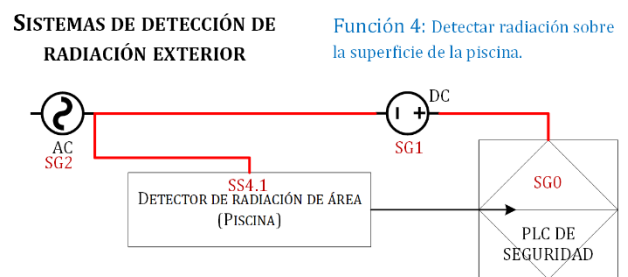 SISTEMAS DE DETECCIÓN DE
RADIACIÓN EXTERIOR
Función 4: Detectar radiación sobre
la superficie de la piscina.
DC
AC
SG2
SG1
SS4.1
DETECTOR DE RADIACIÓN DE ÁREA
(PISCINA)
SG0
PLC DE
SEGURIDAD